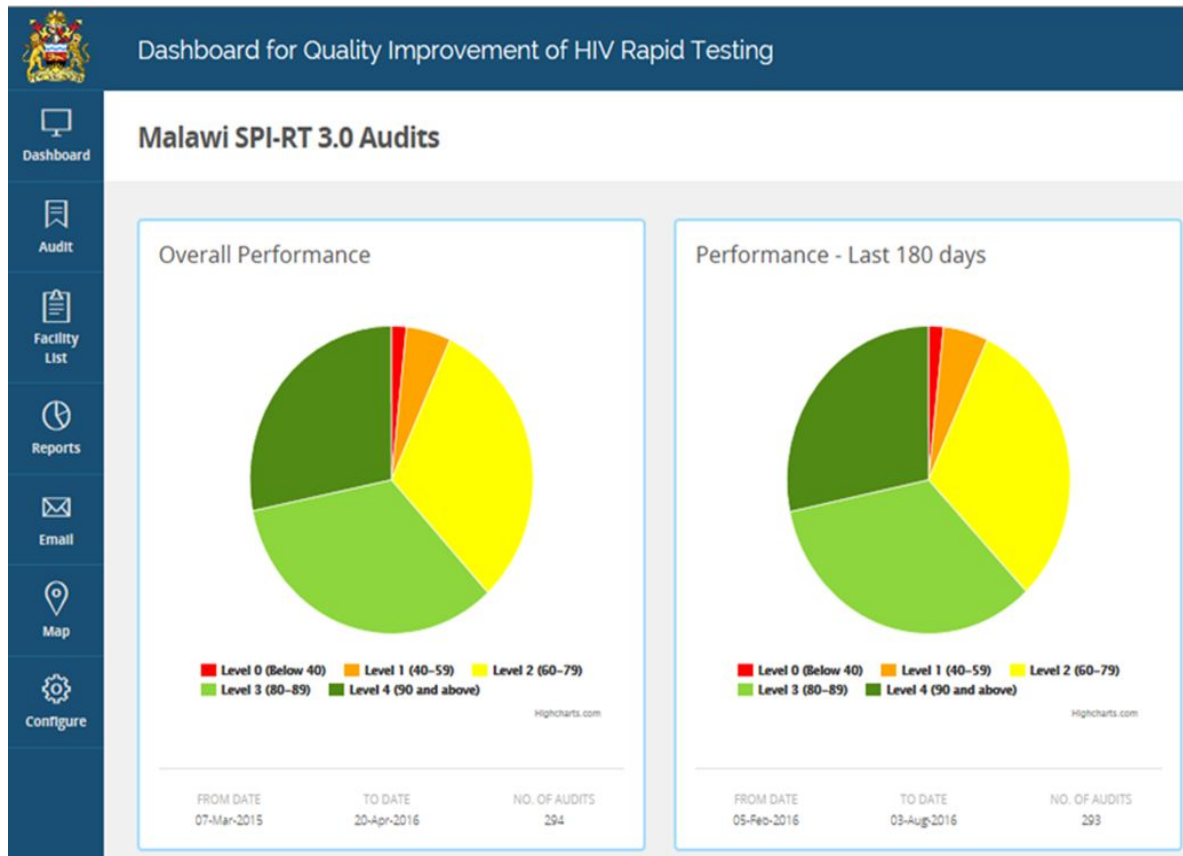 Dashboard for Quality Improvement of HIV Rapid Testing
Dashboard
Audit
Facility
List
Reports
Email
Map
Configure
Malawi SPI-RT 3.0 Audits
Overall Performance
Level 0 (Below 40) Level 1 (40–59) Level 2 (60–79)
Level 3 (80–89) Level 4 (90 and above)
Highcharts.com
FROM DATE TO DATE NO. OF AUDITS
07-Mar-2015 20-Apr-2016 294
Performance - Last 180 days
Level 0 (Below 40) Level 1 (40–59) Level 2 (60–79)
Level 3 (80–89) Level 4 (90 and above)
Highcharts.com
FROM DATE TO DATE NO. OF AUDITS
05-Feb-2016 03-Aug-2016 293